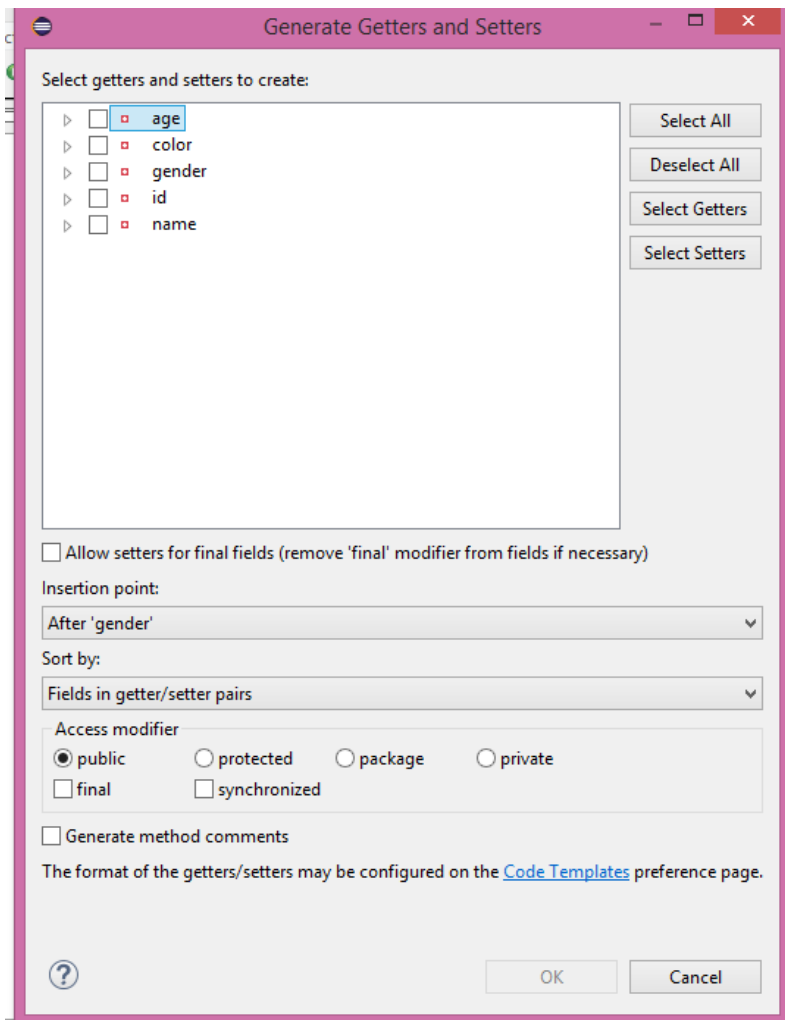 Generate Getters and Setters
Select getters and setters to create:
age
color
gender
id
name
Select All
Deselect All
Select Getters
Select Setters
Allow setters for final fields (remove 'final' modifier from fields if necessary)
Insertion point:
After 'gender'
Sort by:
Fields in getter/setter pairs
Access modifier
public protected package private
final synchronized
Generate method comments
The format of the getters/setters may be configured on the Code Templates preference page.
OK Cancel